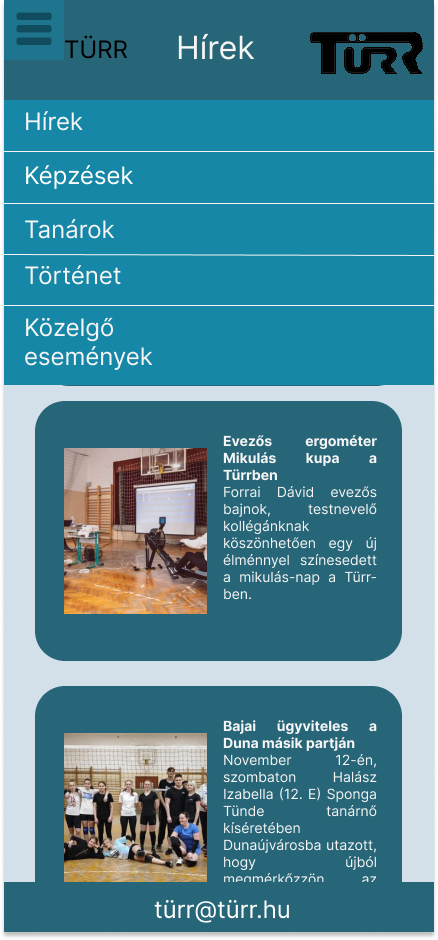 TÜRR
Hírek
TÜRR
Hírek
Képzések
Tanárok
Történet
Közelgő
események
Evezős ergométer
Mikulás kupa a
Türrben
Forrai Dávid evezős
bajnok, testnevelő
kollégánknak
köszönhetően egy új
élménnyel színesedett
a mikulás-nap a Türr-
ben.
Bajai ügyviteles a
Duna másik partján
November 12-én,
szombaton Halász
Izabella (12. E) Sponga
Tünde tanárnő
kíséretében
Dunaújvárosba utazott,
hogy újból
megmérkőzzön az
türr@türr.hu